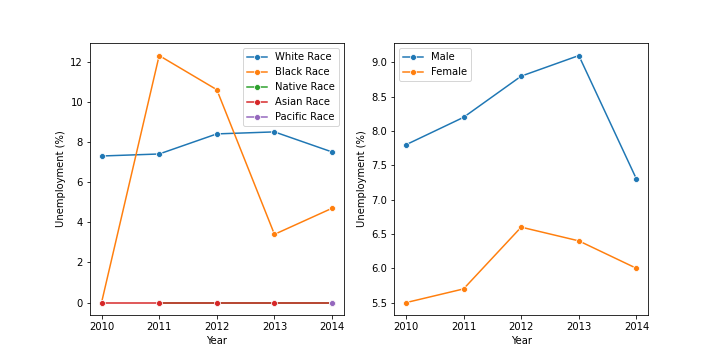 12
10
8
6
4
2
0
Unemployment (%)
2010 2011 2012 2013 2014
Year
White Race
Black Race
Native Race
Asian Race
Pacific Race
9.0
8.5
8.0
7.5
7.0
6.5
6.0
5.5
Unemployment (%)
2010 2011 2012 2013 2014
Year
Male
Female